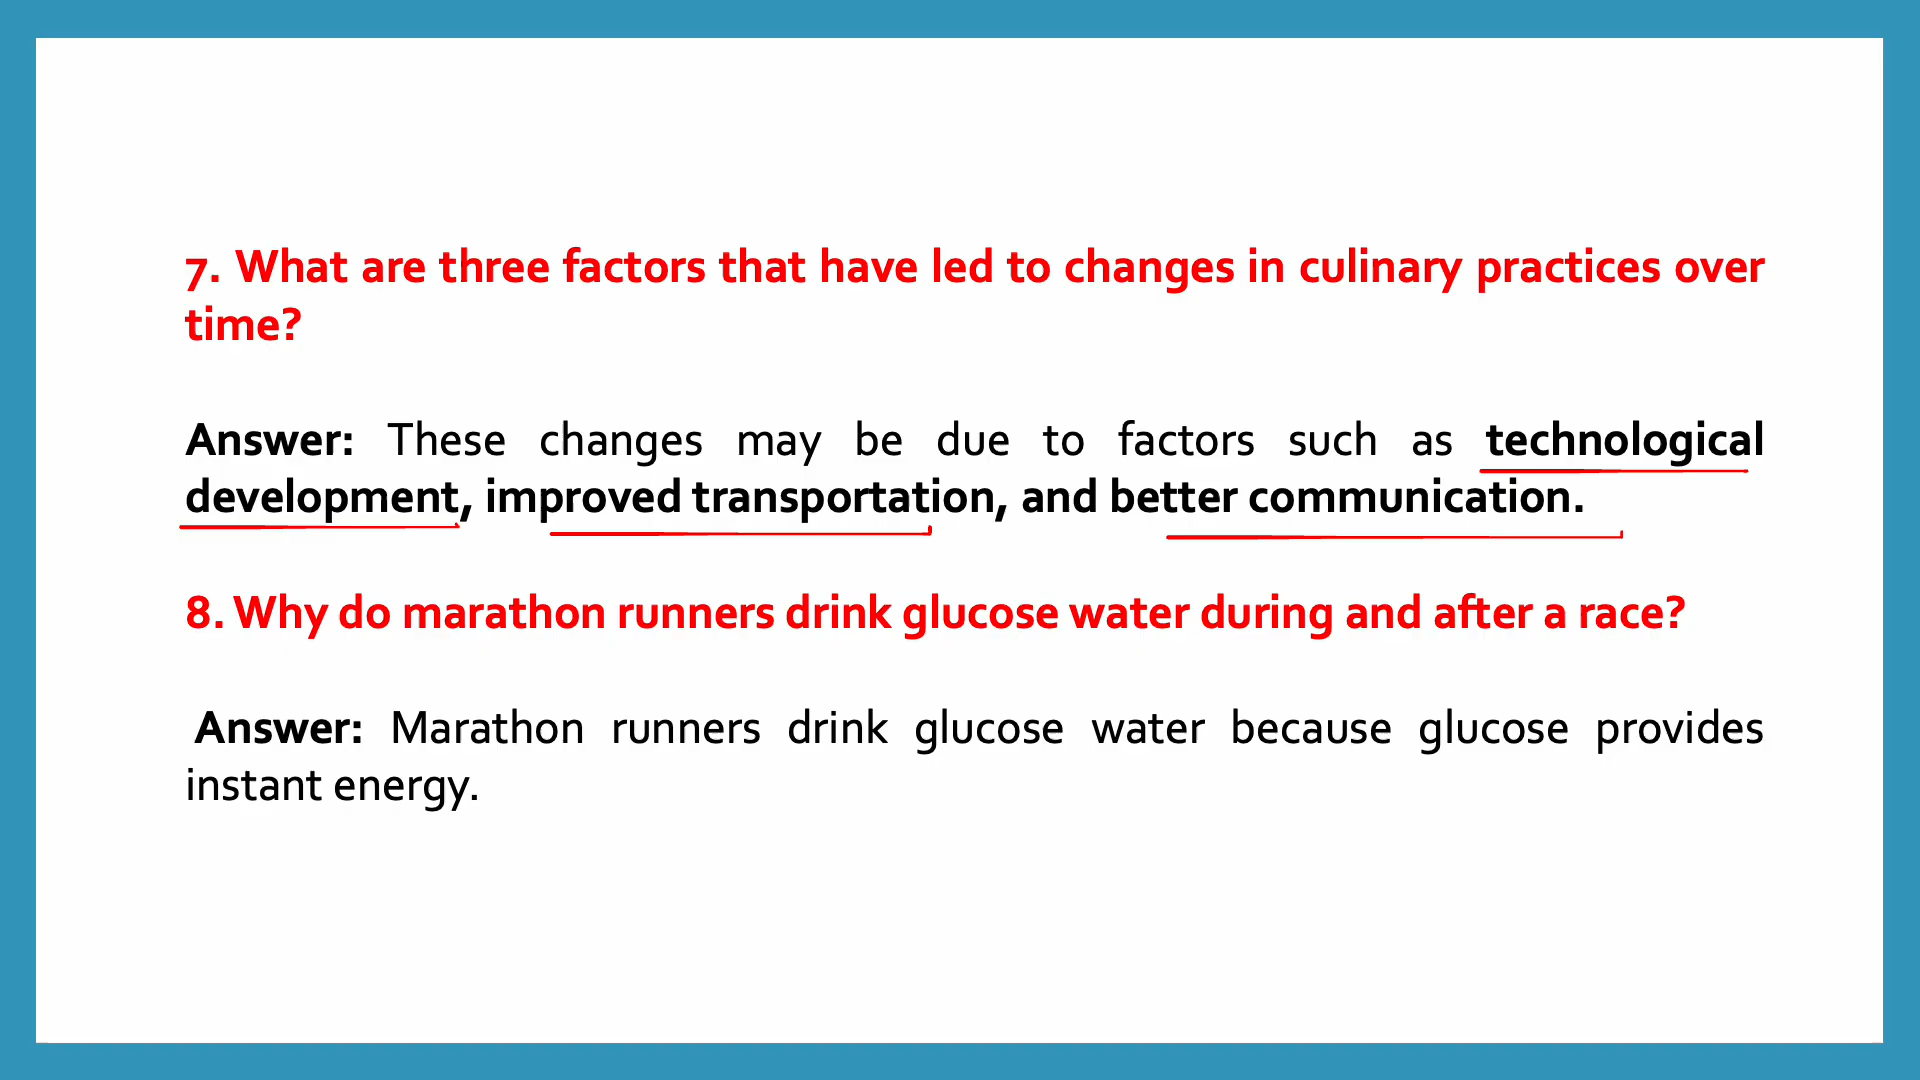 7. What are three factors that have led to changes in culinary practices over
time?
Answer: These changes may be due to factors such as technological
development, improved transportation, and better communication.
8. Why do marathon runners drink glucose water during and after a race?
Answer: Marathon runners drink glucose water because glucose provides
instant energy.